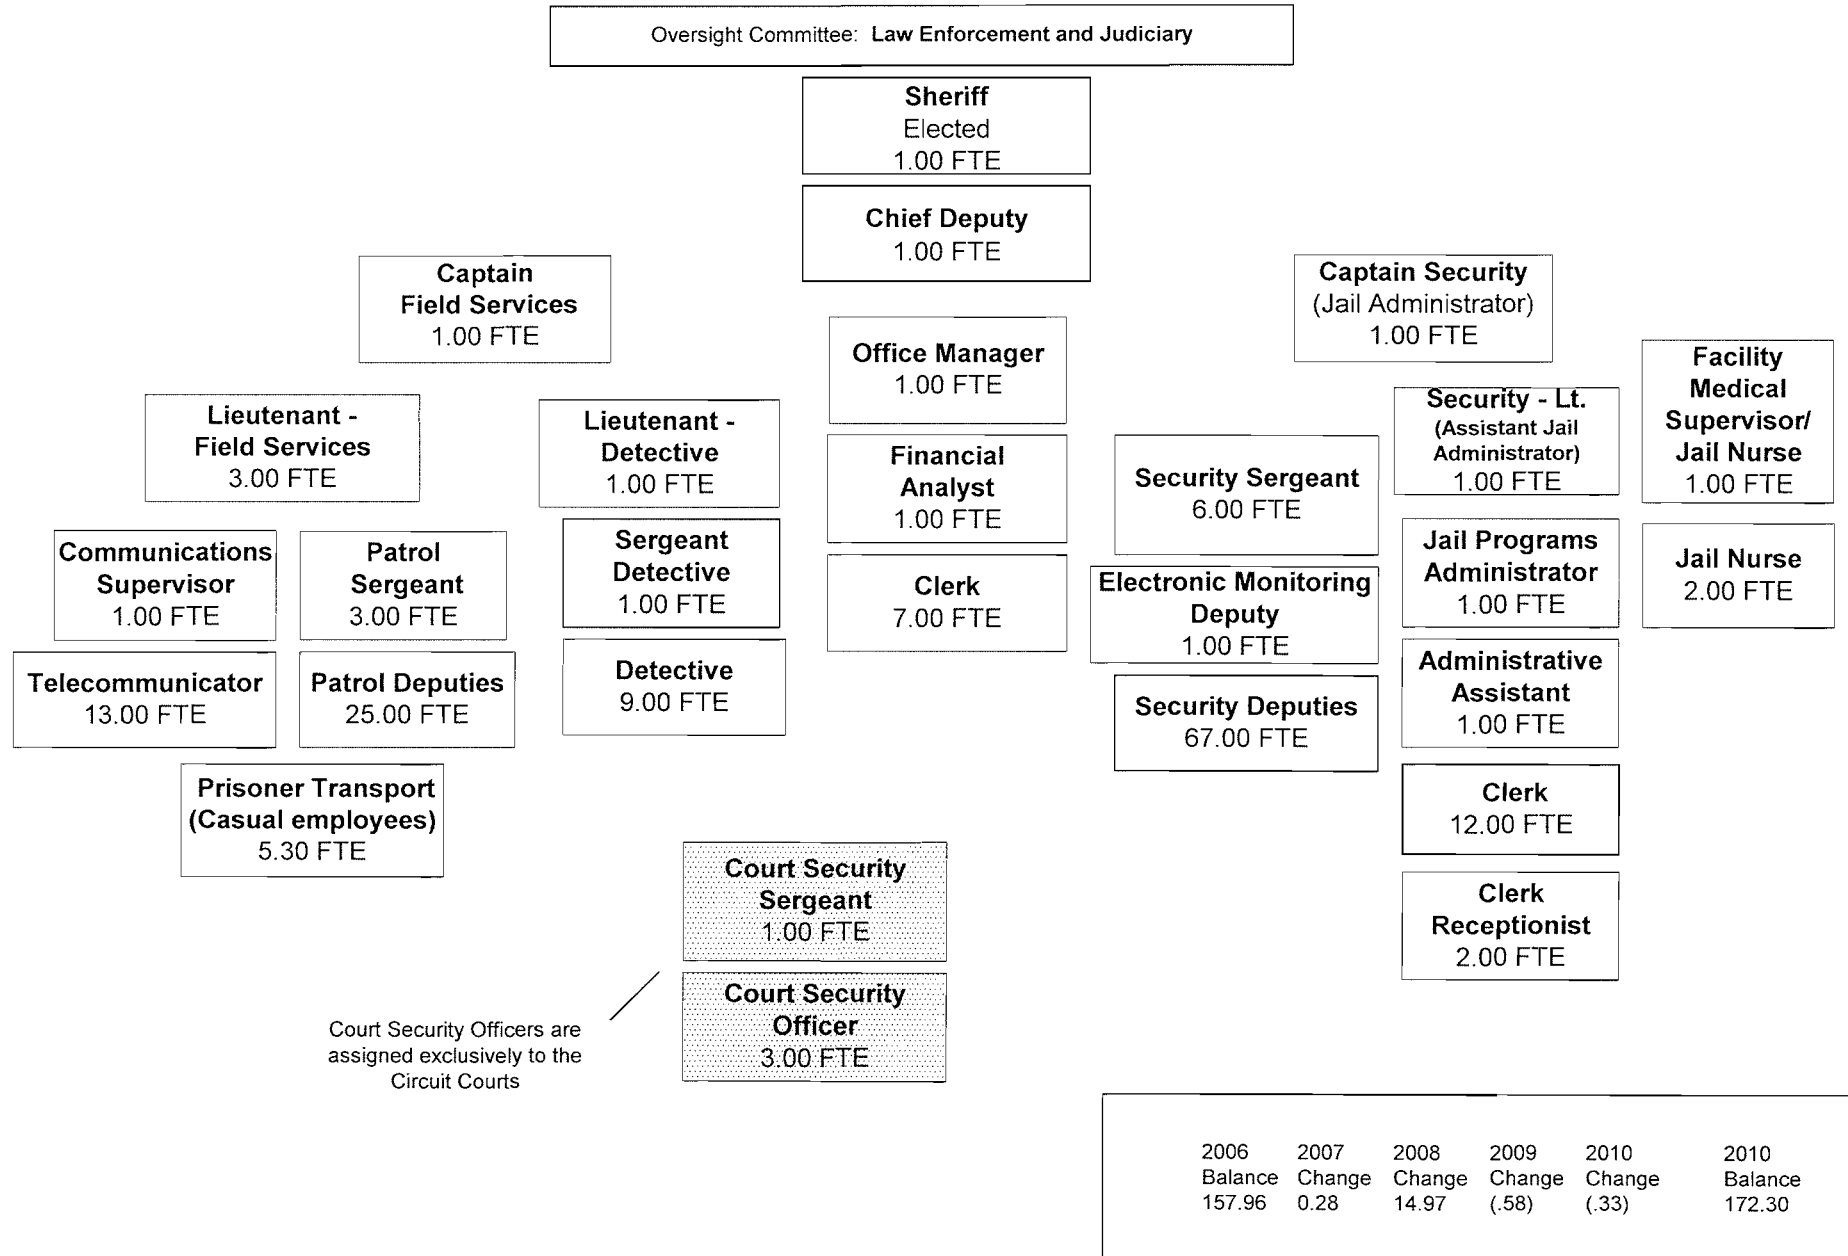 Oversight Committee: Law Enforcement and Judiciary
Sheriff
Elected
1.00 FTE
Chief Deputy
1.00 FTE
Captain
Field Services
1.00 FTE
Captain Security
(Jail Administrator)
1.00 FTE
Office Manager
1.00 FTE
Facility
Medical
Supervisor/
Jail Nurse
1.00 FTE
Lieutenant -
Field Services
3.00 FTE
Lieutenant -
Detective
1.00 FTE
Financial
Analyst
1.00 FTE
Security Sergeant
6.00 FTE
Security - Lt.
(Assistant Jail
Administrator)
1.00 FTE
Communications
Supervisor
1.00 FTE
Patrol
Sergeant
3.00 FTE
Sergeant
Detective
1.00 FTE
Clerk
7.00 FTE
Electronic Monitoring
Deputy
1.00 FTE
Jail Programs
Administrator
1.00 FTE
Jail Nurse
2.00 FTE
Telecommunicator
13.00 FTE
Patrol Deputies
25.00 FTE
Detective
9.00 FTE
Security Deputies
67.00 FTE
Administrative
Assistant
1.00 FTE
Prisoner Transport
(Casual employees)
5.30 FTE
Clerk
12.00 FTE
Court Security
Sergeant
1.00 FTE
Clerk
Receptionist
2.00 FTE
Court Security
Officer
3.00 FTE
Court Security Officers are
assigned exclusively to the
Circuit Courts
2006 2007 2008 2009 2010 2010
Balance Change Change Change Change Balance
157.96 0.28 14.97 (.58) (.33) 172.30